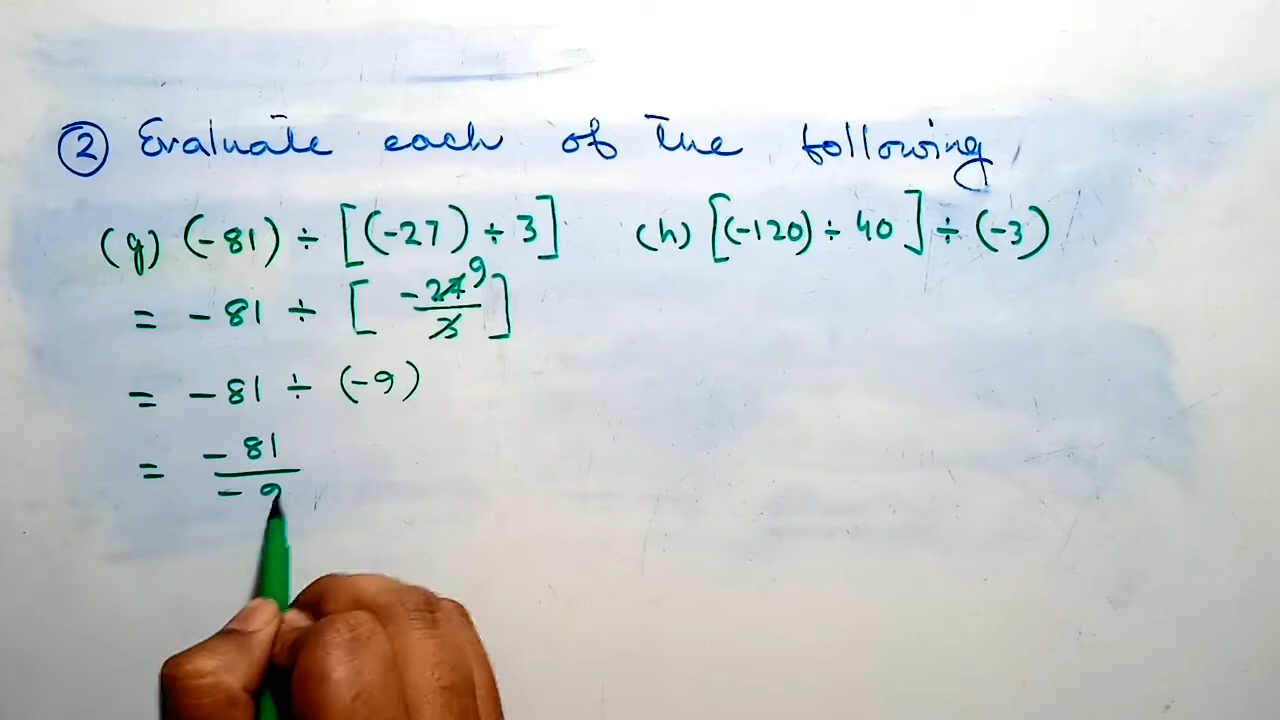 ② Evaluate each of the following
(g) (-81) ÷ [(-27) ÷ 3] (h) [(-120) ÷ 40] ÷ (-3)
= -81 ÷ [ -27 9 / 3 ]
= -81 ÷ (-9)
= -81 / -9